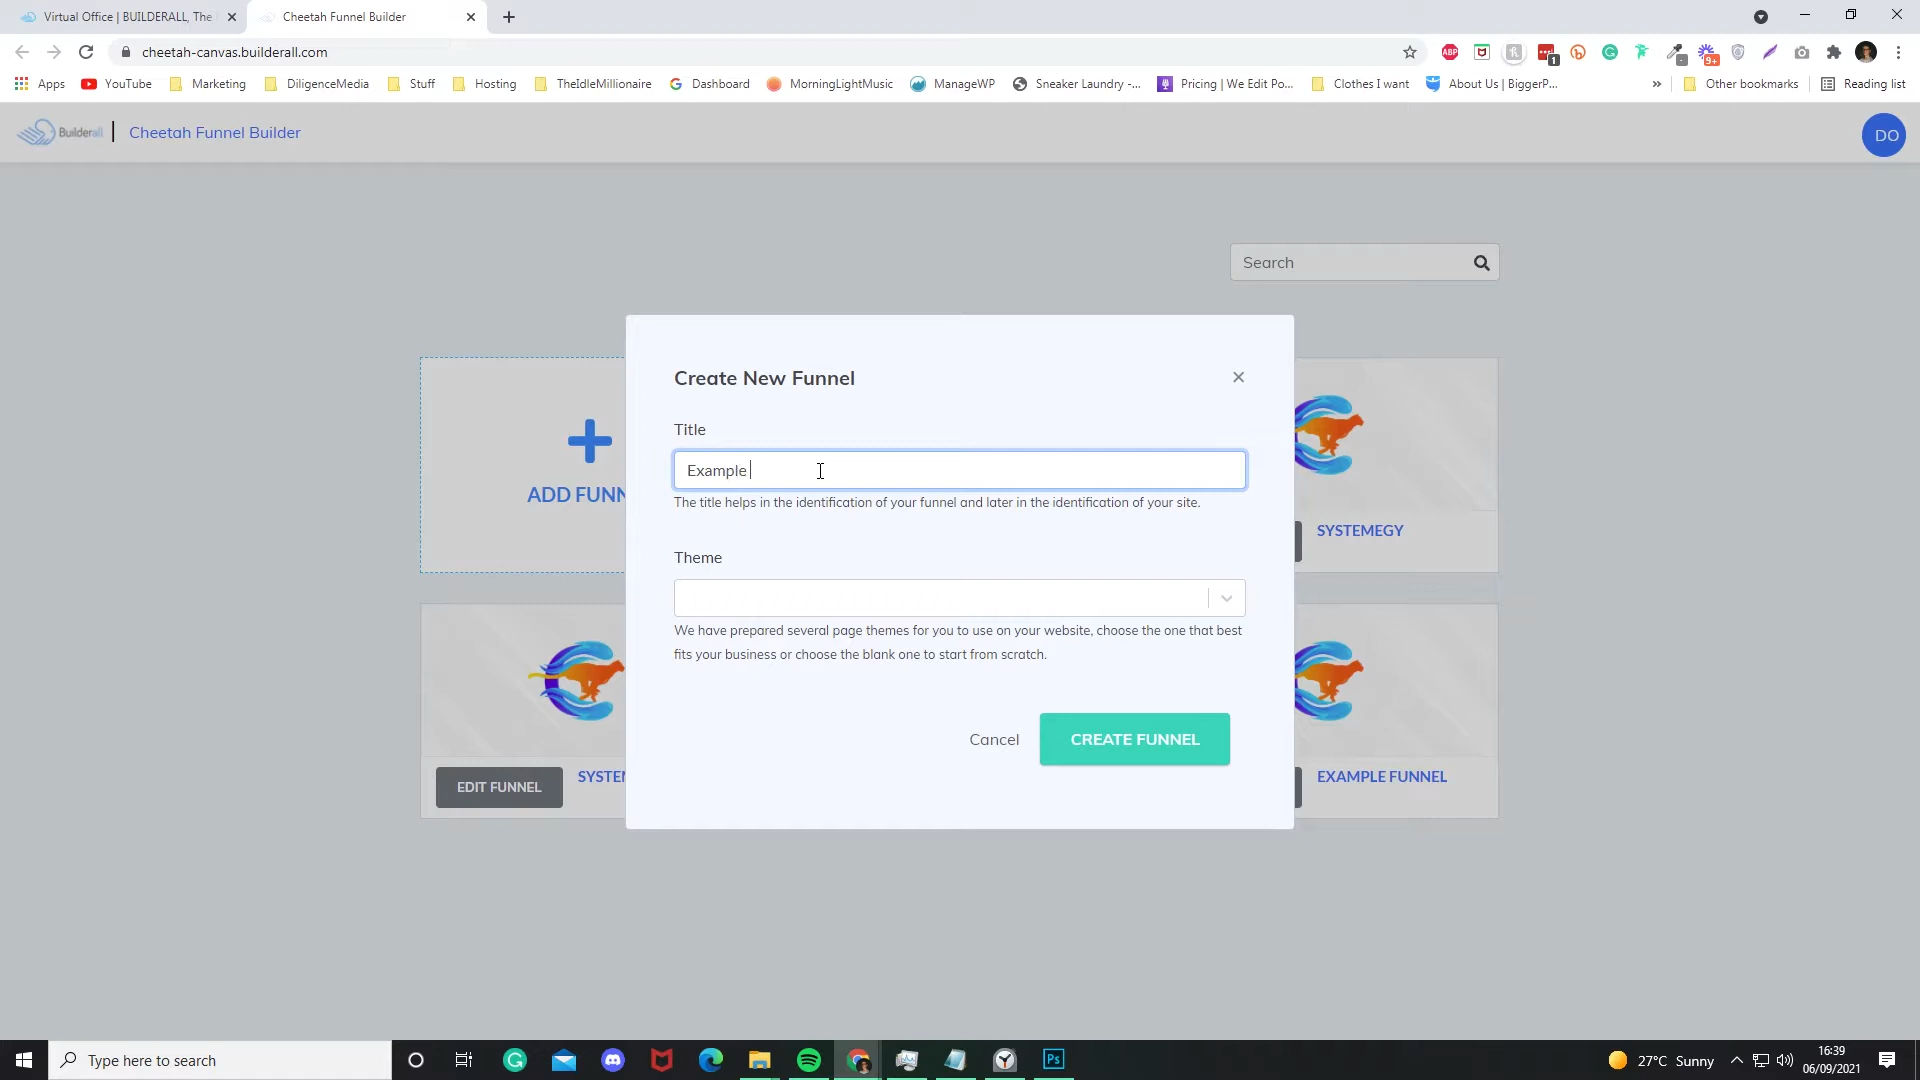 Virtual Office | BUILDERALL, The
Cheetah Funnel Builder
cheetah-canvas.builderall.com
ABP
1
9+
Apps
YouTube
Marketing
DiligenceMedia
Stuff
Hosting
TheIdleMillionaire
Dashboard
MorningLightMusic
ManageWP
Sneaker Laundry -...
Pricing | We Edit Po...
Clothes I want
About Us | BiggerP...
»
Other bookmarks
Reading list
Builderall
Cheetah Funnel Builder
DO
Search
Create New Funnel
Title
Example
The title helps in the identification of your funnel and later in the identification of your site.
Theme
We have prepared several page themes for you to use on your website, choose the one that best
fits your business or choose the blank one to start from scratch.
Cancel
CREATE FUNNEL
ADD FUNN
SYSTEMEGY
EDIT FUNNEL
SYSTEM
EXAMPLE FUNNEL
Type here to search
Ps
27°C Sunny
16:39
06/09/2021